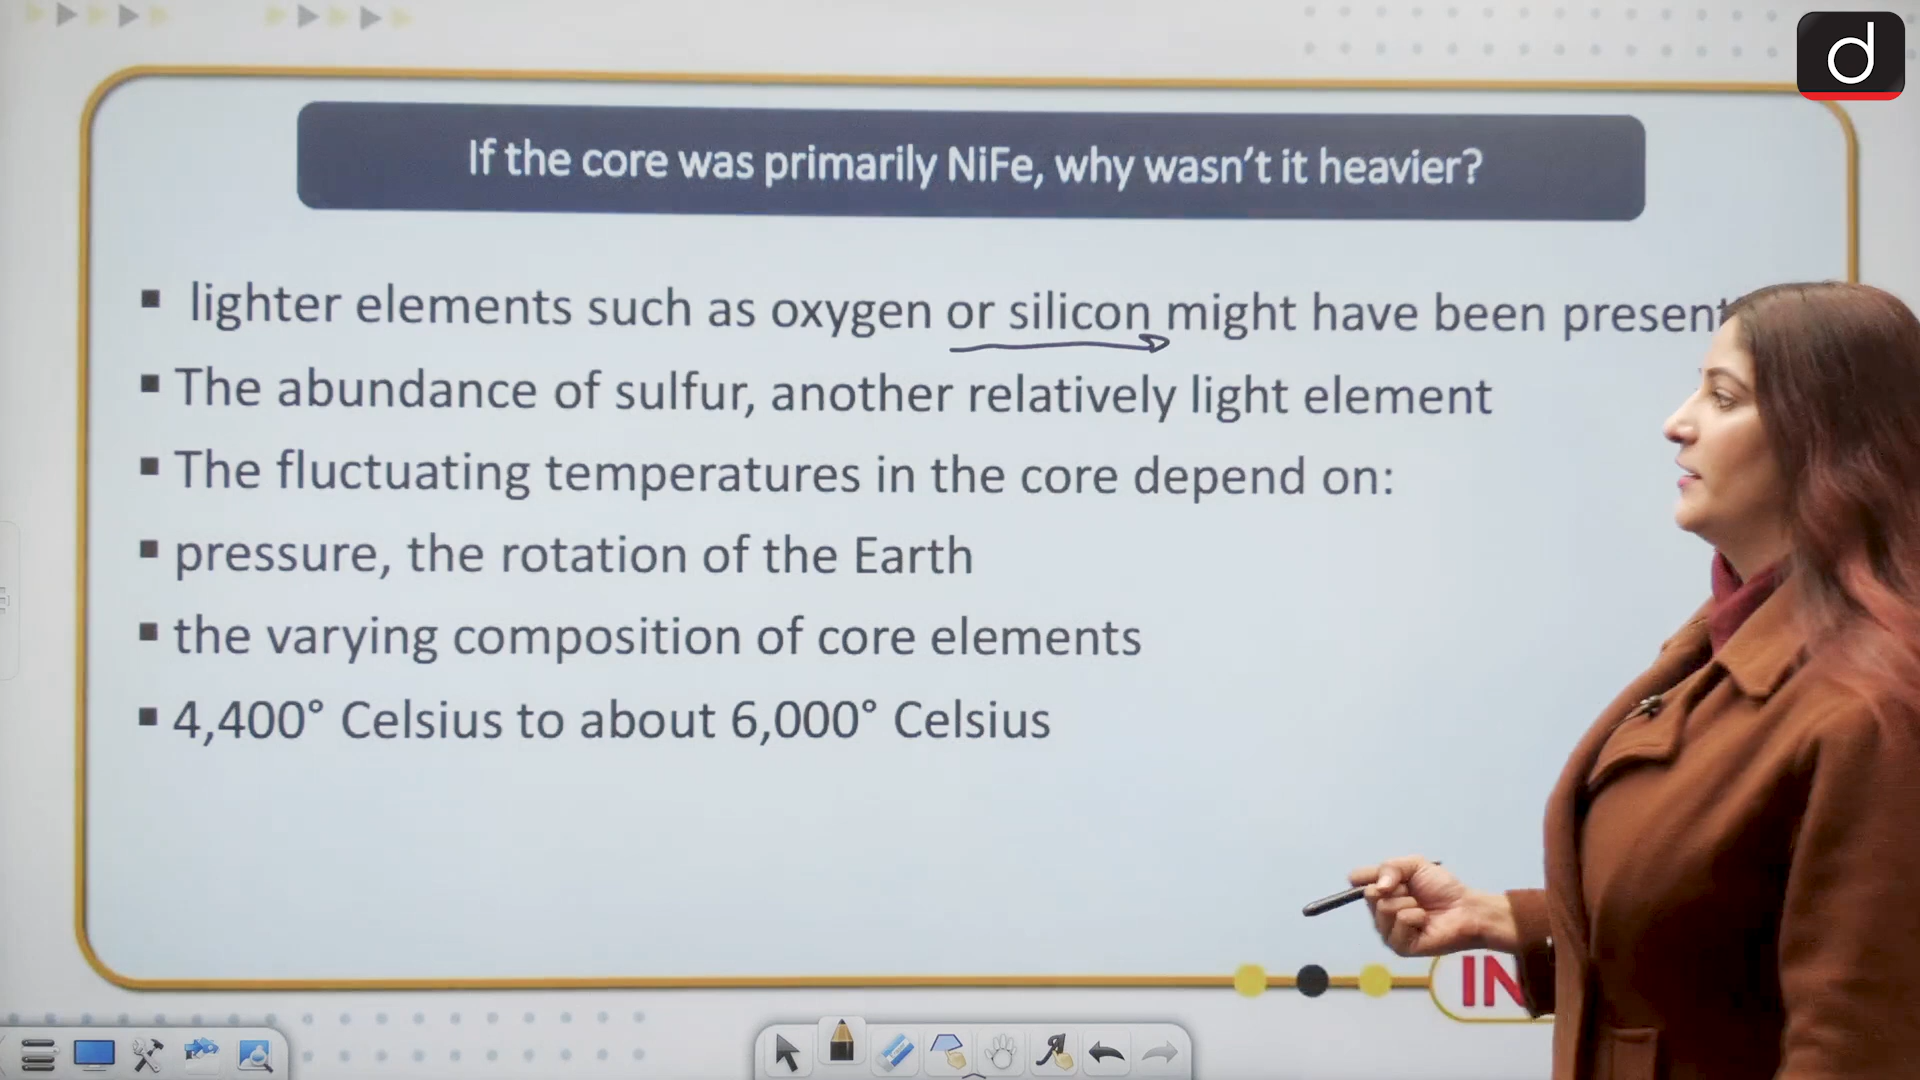 d
If the core was primarily NiFe, why wasn't it heavier?
▪ lighter elements such as oxygen or silicon might have been present
▪ The abundance of sulfur, another relatively light element
▪ The fluctuating temperatures in the core depend on:
▪ pressure, the rotation of the Earth
▪ the varying composition of core elements
▪ 4,400° Celsius to about 6,000° Celsius